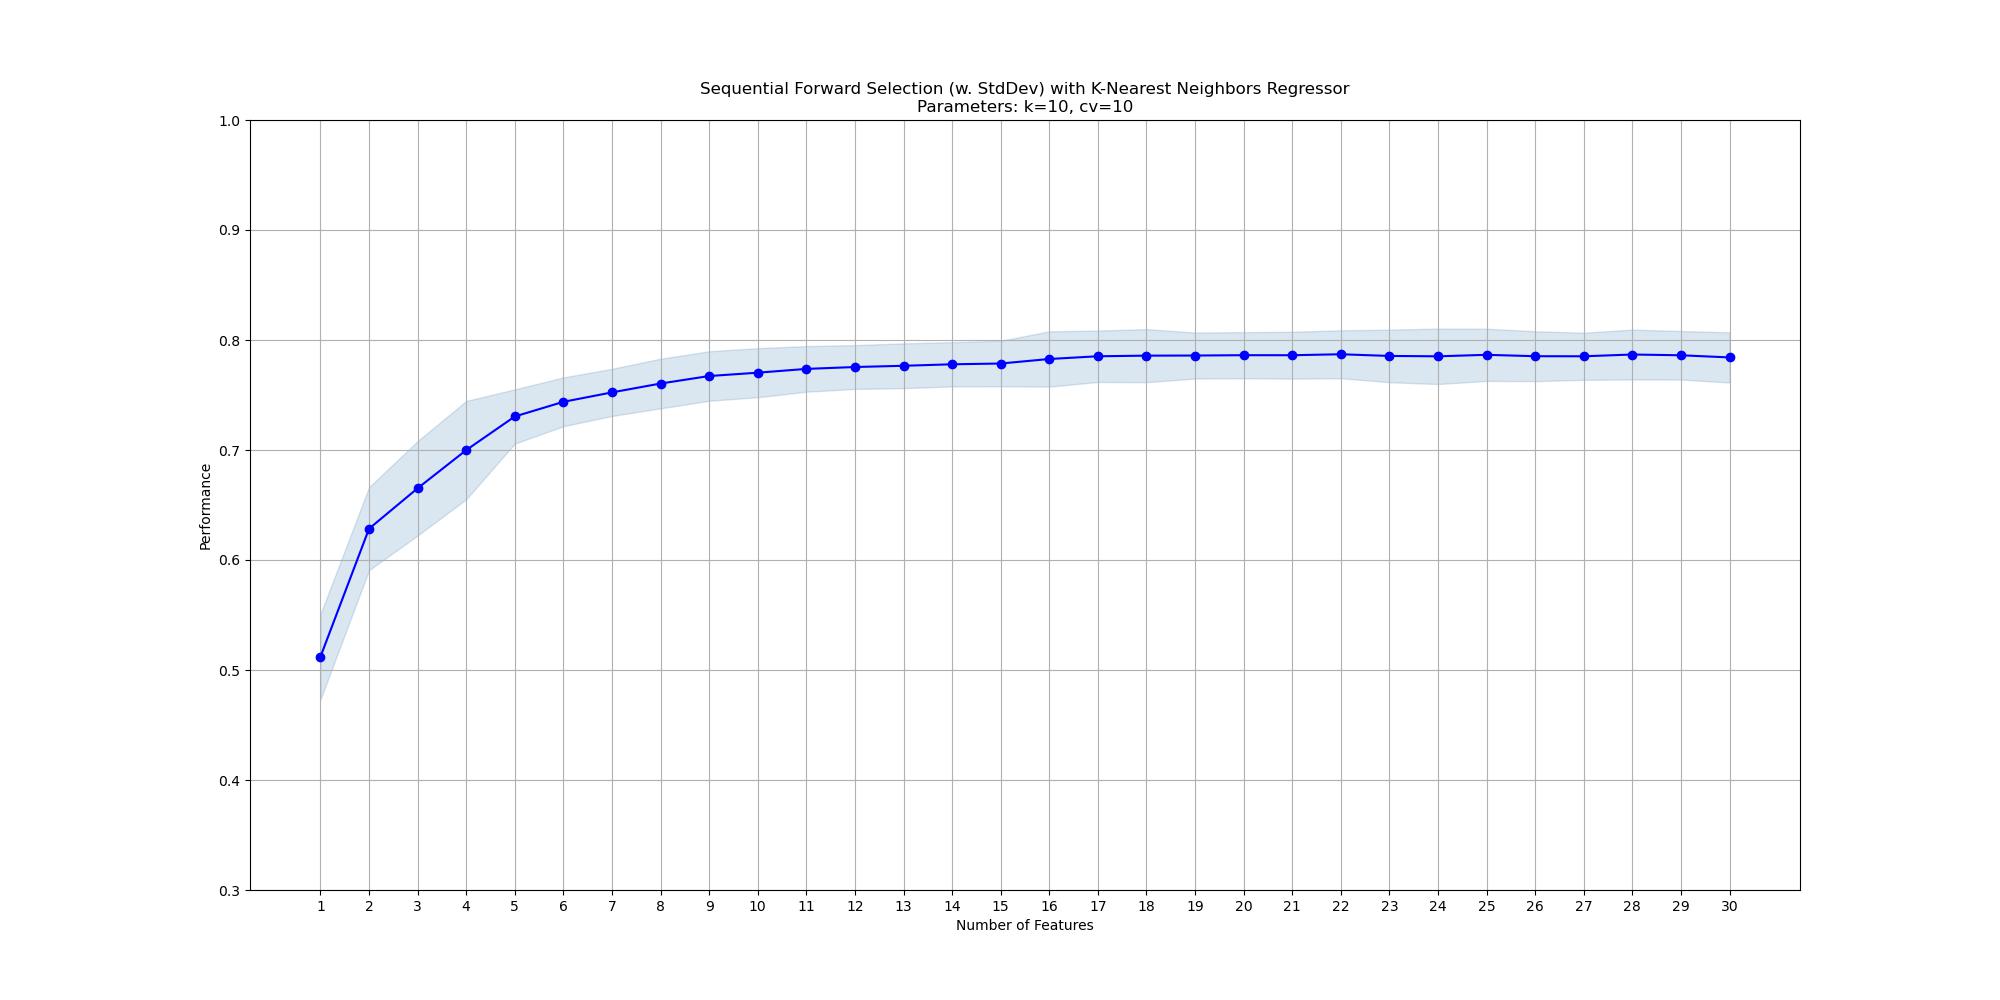 Sequential Forward Selection (w. StdDev) with K-Nearest Neighbors Regressor
Parameters: k=10, cv=10
1.0
0.9
0.8
0.7
0.6
0.5
0.4
0.3
Performance
1 2 3 4 5 6 7 8 9 10 11 12 13 14 15 16 17 18 19 20 21 22 23 24 25 26 27 28 29 30
Number of Features